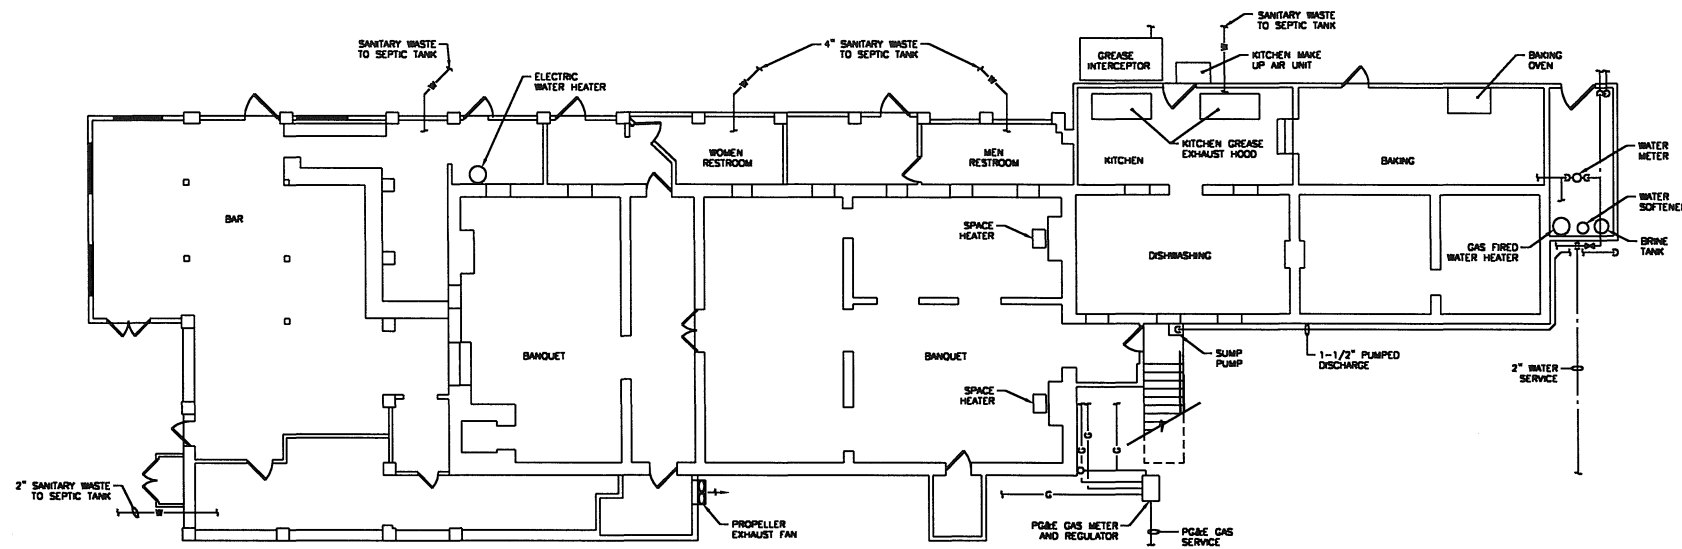 SANITARY WASTE
TO SEPTIC TANK
GREASE
INTERCEPTOR
KITCHEN MAKE
UP AIR UNIT
BAKING
OVEN
SANITARY WASTE
TO SEPTIC TANK
4" SANITARY WASTE
TO SEPTIC TANK
ELECTRIC
WATER HEATER
W
W
W
W
WOMEN
RESTROOM
MEN
RESTROOM
KITCHEN
KITCHEN GREASE
EXHAUST HOOD
BAKING
WATER
METER
WATER
SOFTENER
BAR
SPACE
HEATER
DISHWASHING
GAS FIRED
WATER HEATER
BRINE
TANK
BANQUET
BANQUET
SUMP
PUMP
1-1/2" PUMPED
DISCHARGE
2" WATER
SERVICE
SPACE
HEATER
G
G
G
G
2" SANITARY WASTE
TO SEPTIC TANK
W
PROPELLER
EXHAUST FAN
PG&E GAS METER
AND REGULATOR
PG&E GAS
SERVICE